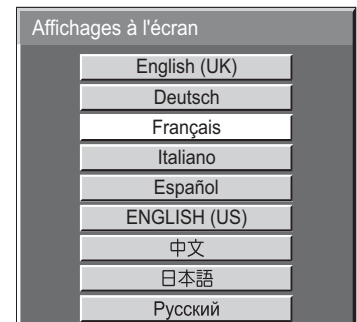 Affichages à l'écran
English (UK)
Deutsch
Français
Italiano
Español
ENGLISH (US)
中文
日本語
Русский